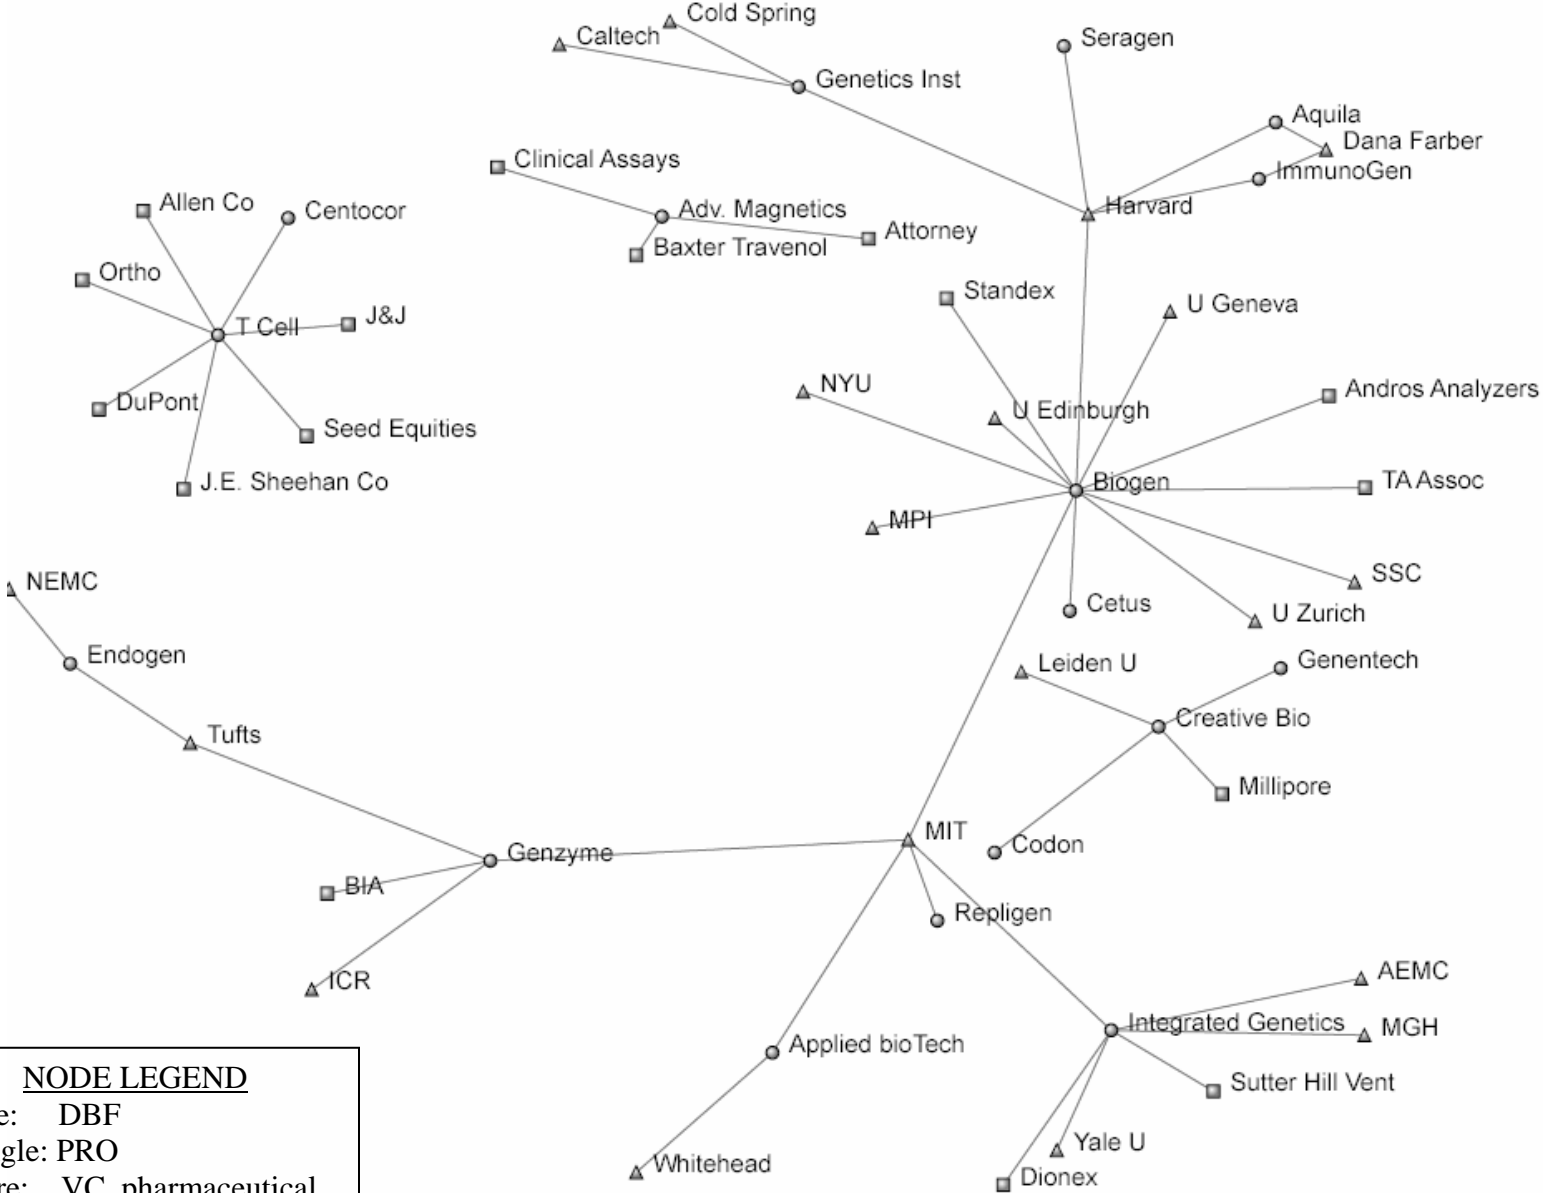 Cold Spring
Caltech
Seragen
Genetics Inst
Aquila
Dana Farber
Clinical Assays
ImmunoGen
Allen Co
Centocor
Adv. Magnetics
Harvard
Attorney
Baxter Travenol
Ortho
Standex
U Geneva
T Cell
J&J
NYU
Andros Analyzers
DuPont
U Edinburgh
Seed Equities
J.E. Sheehan Co
Biogen
TA Assoc
MPI
NEMC
SSC
Cetus
U Zurich
Endogen
Leiden U
Genentech
Tufts
Creative Bio
Millipore
MIT
Genzyme
Codon
BIA
Repligen
ICR
AEMC
Integrated Genetics
MGH
Applied bioTech
NODE LEGEND
Sutter Hill Vent
e: DBF
gle: PRO
Yale U
Whitehead
Dionex
re: VC, pharmaceutical